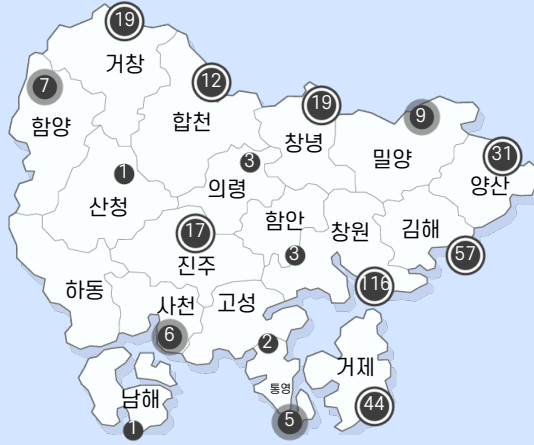 19
거창
7
함양
12
합천
19
창녕
9
밀양
31
양산
1
산청
3
의령
함안
3
창원
김해
57
17
진주
116
하동
사천
6
고성
2
거제
44
통영
5
남해
1